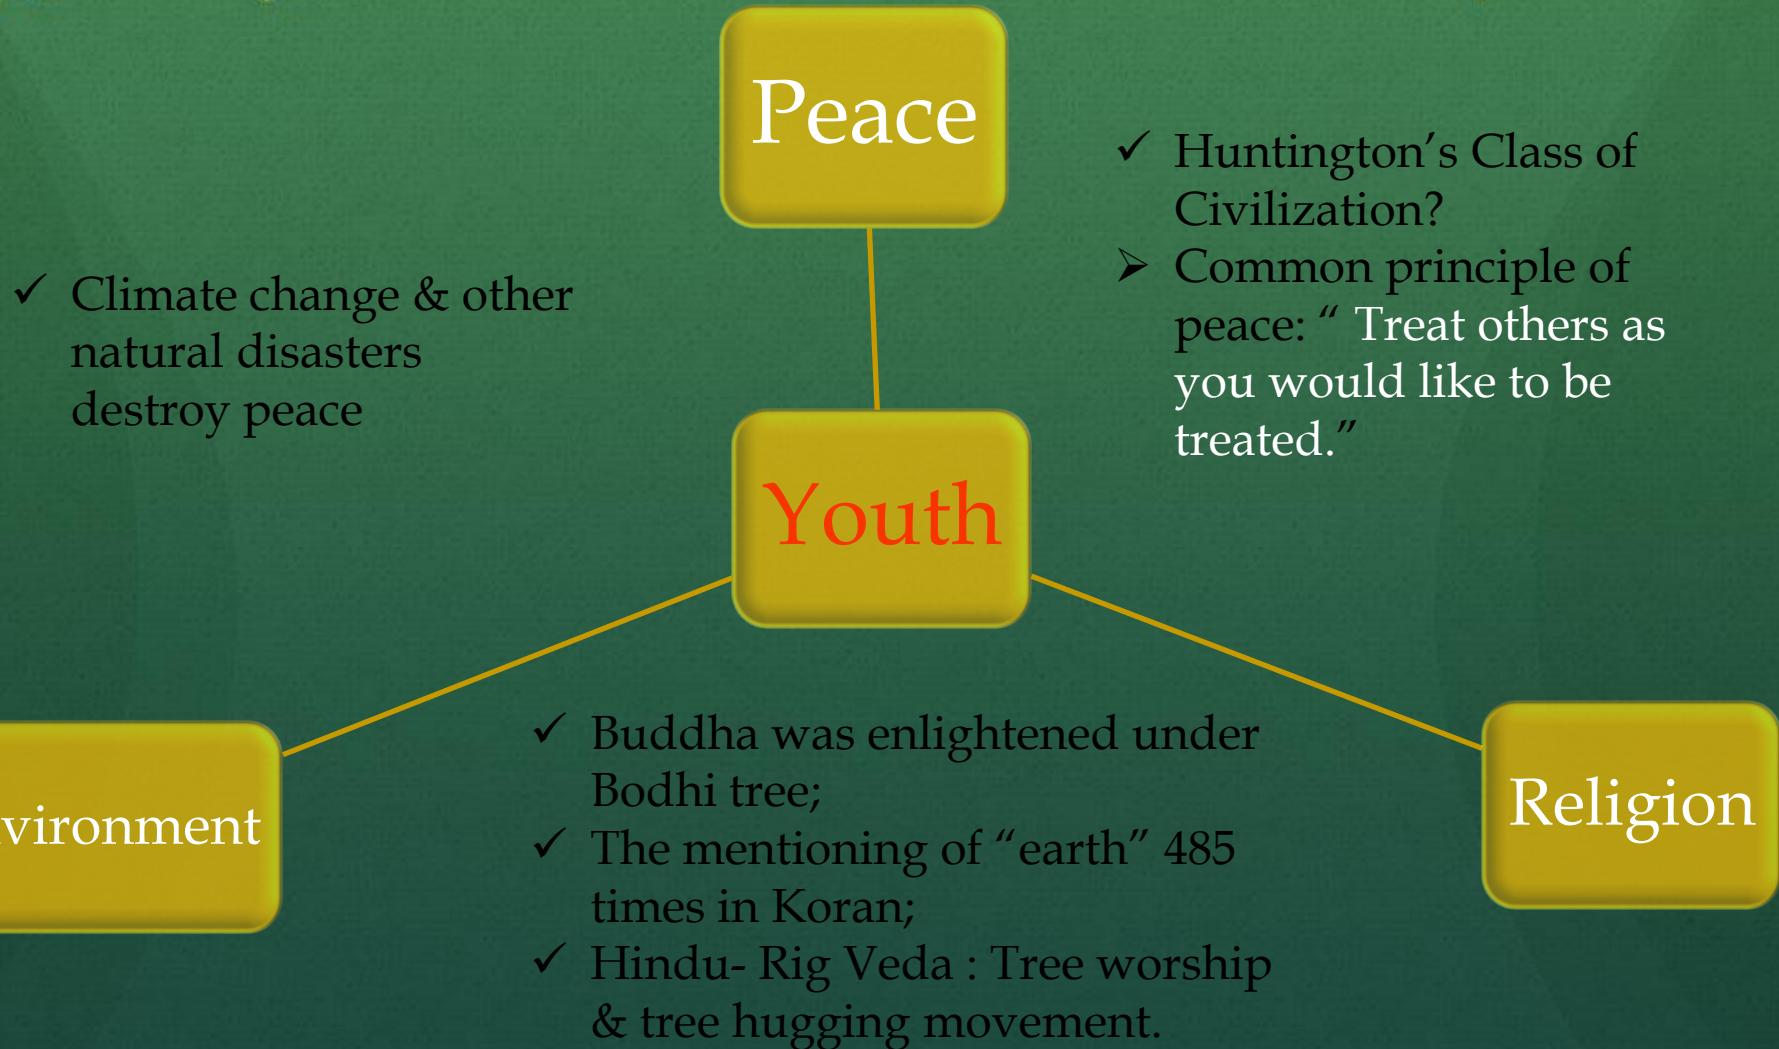 Peace
✓ Huntington’s Class of
Civilization?
➢ Common principle of
peace: “ Treat others as
you would like to be
treated.”
✓ Climate change & other
natural disasters
destroy peace
Youth
vironment
✓ Buddha was enlightened under
Bodhi tree;
✓ The mentioning of “earth” 485
times in Koran;
✓ Hindu- Rig Veda : Tree worship
& tree hugging movement.
Religion